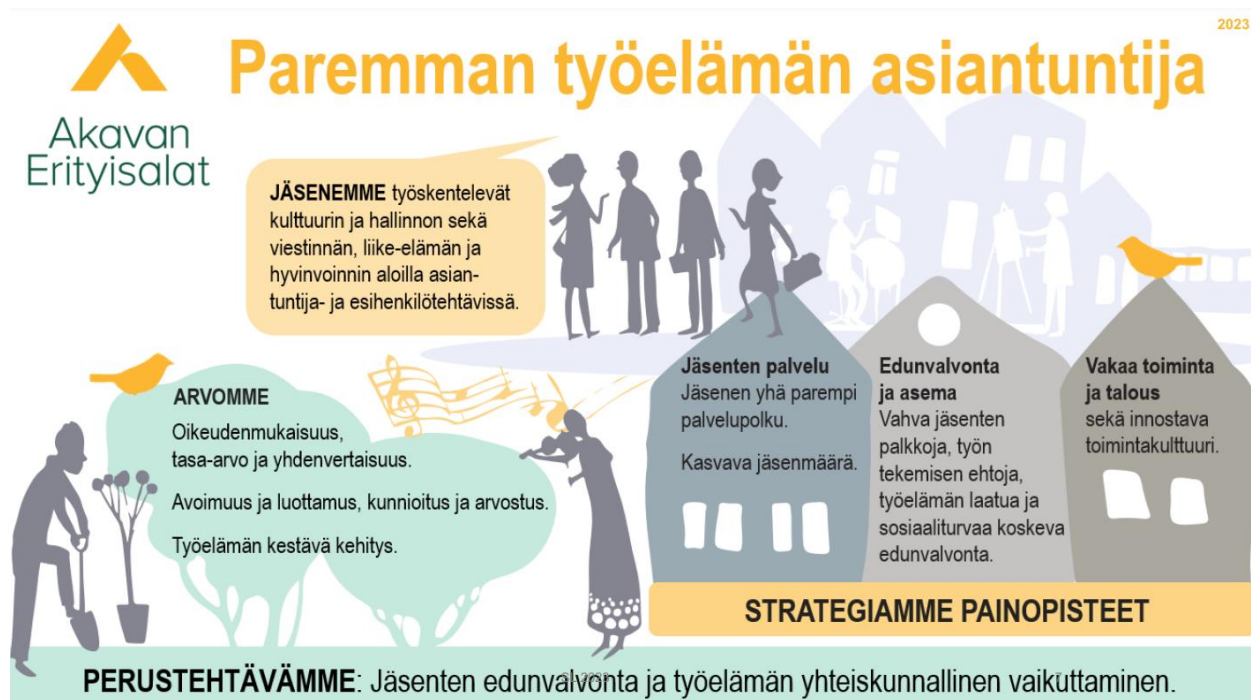 2023
Paremman työelämän asiantuntija
Akavan
Erityisalat
JÄSENEMME työskentelevät
kulttuurin ja hallinnon sekä
viestinnän, liike-elämän ja
hyvinvoinnin aloilla asian-
tuntija- ja esihenkilötehtävissä.
ARVOMME
Oikeudenmukaisuus,
tasa-arvo ja yhdenvertaisuus.
Avoimuus ja luottamus, kunnioitus ja arvostus.
Työelämän kestävä kehitys.
Jäsenten palvelu
Jäsenen yhä parempi
palvelupolku.
Kasvava jäsenmäärä.
Edunvalvonta
ja asema
Vahva jäsenten
palkkoja, työn
tekemisen ehtoja,
työelämän laatua ja
sosiaaliturvaa koskeva
edunvalvonta.
Vakaa toiminta
ja talous
sekä innostava
toimintakulttuuri.
STRATEGIAMME PAINOPISTEET
PERUSTEHTÄVÄMME: Jäsenten edunvalvonta ja työelämän yhteiskunnallinen vaikuttaminen.
7